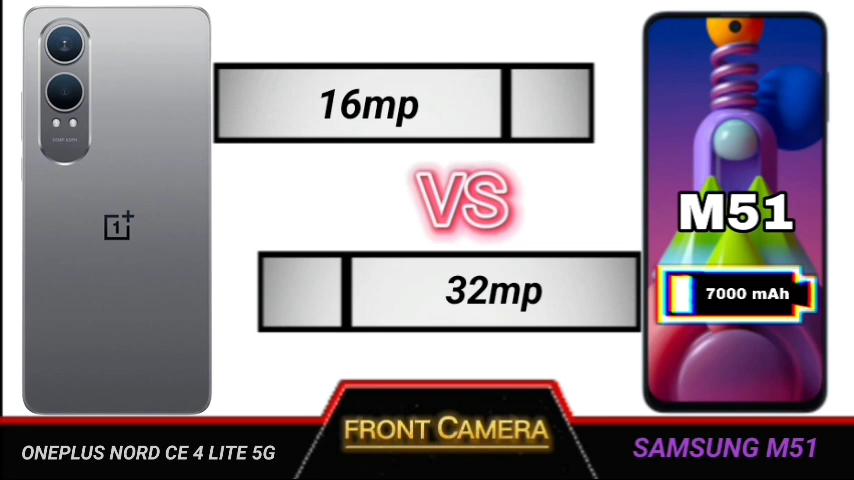 16mp
VS
M51
32mp
7000 mAh
FRONT CAMERA
ONEPLUS NORD CE 4 LITE 5G
SAMSUNG M51